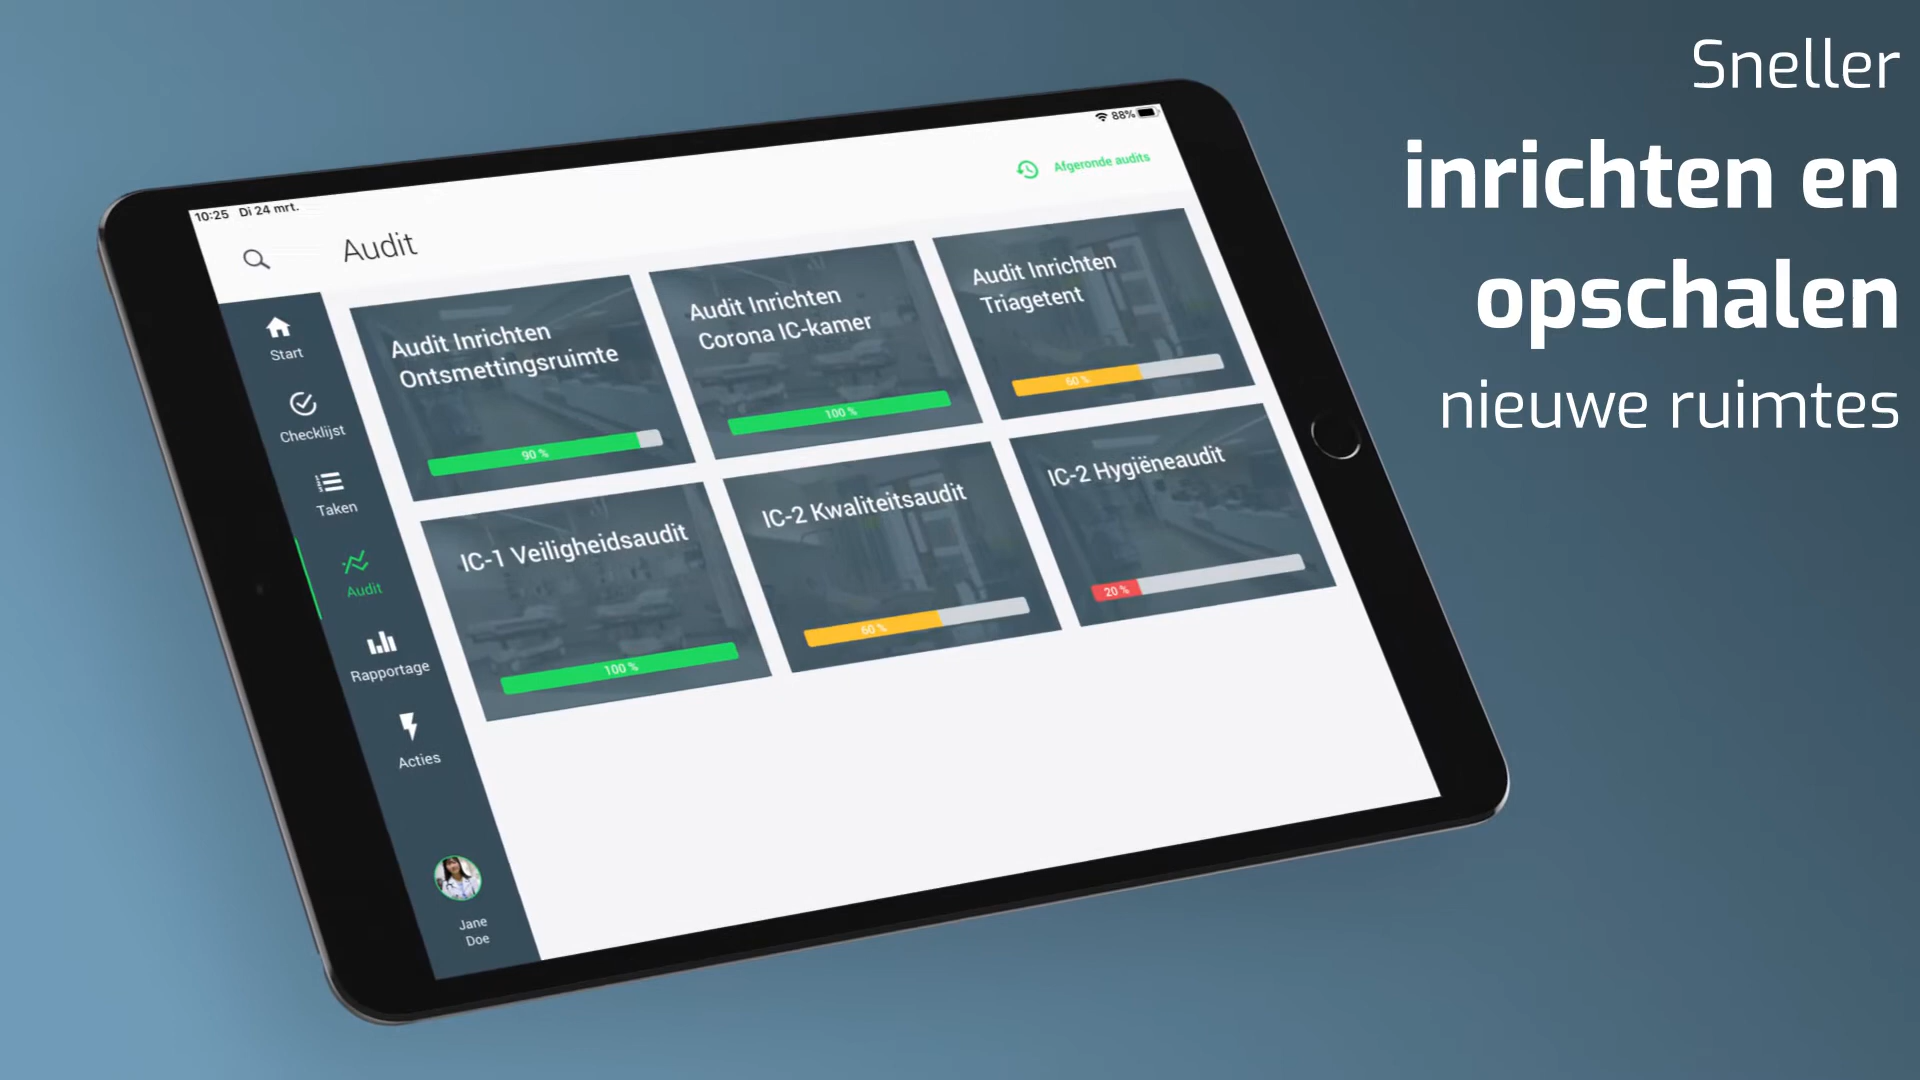 Sneller
inrichten en
opschalen
nieuwe ruimtes
10:25 Di 24 mrt.
88%
Audit
Afgeronde audits
Start
Checklijst
Taken
Audit
Rapportage
Acties
Jane
Doe
Audit Inrichten
Ontsmettingsruimte
90 %
Audit Inrichten
Corona IC-kamer
100 %
Audit Inrichten
Triagetent
60 %
IC-1 Veiligheidsaudit
100 %
IC-2 Kwaliteitsaudit
60 %
IC-2 Hygiëneaudit
20 %